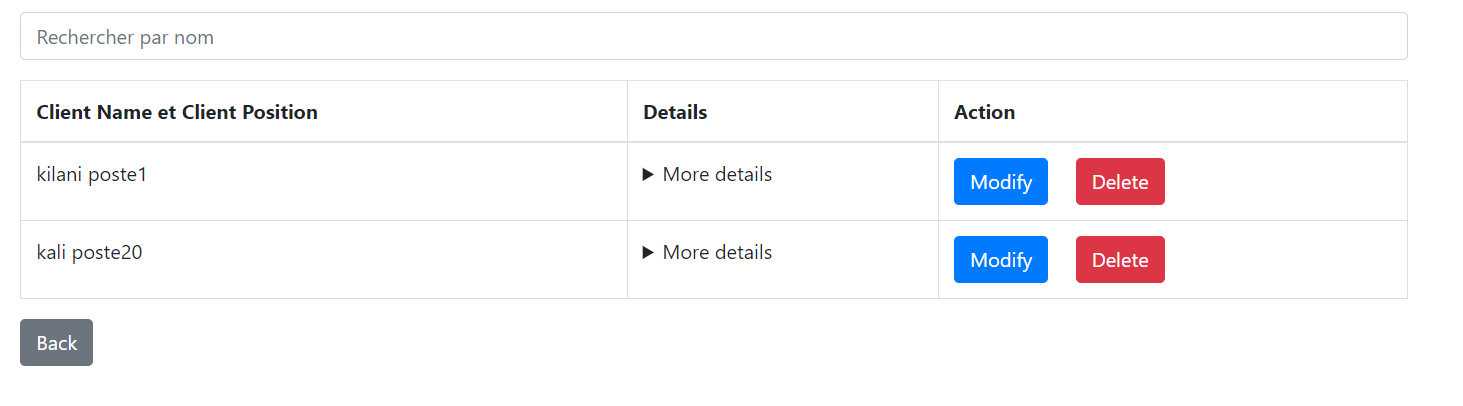 Rechercher par nom
Client Name et Client Position Details Action
kilani poste1 More details Modify Delete
kali poste20 More details Modify Delete
Back